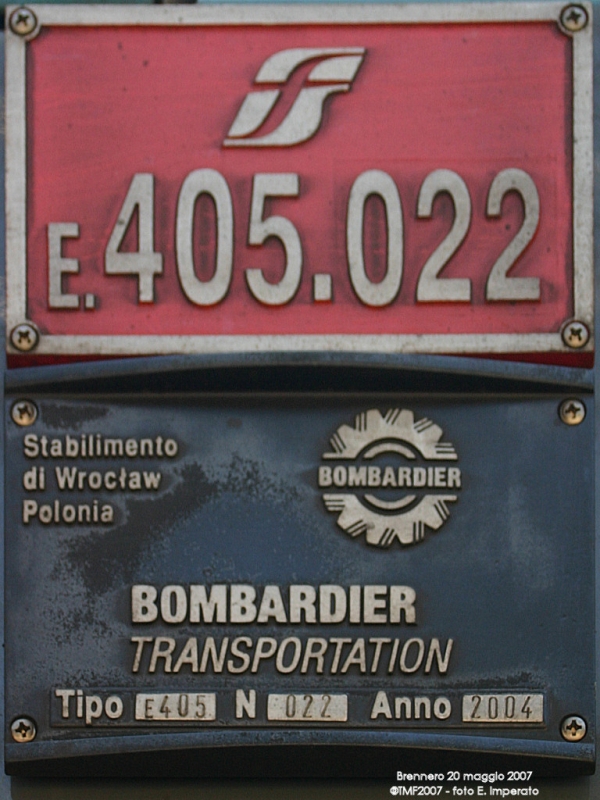 E.405.022
Stabilimento
di Wrocław
Polonia
BOMBARDIER
BOMBARDIER
TRANSPORTATION
Tipo E405 N 022 Anno 2004
Brennero 20 maggio 2007
©TMF2007 - foto E. Imperato